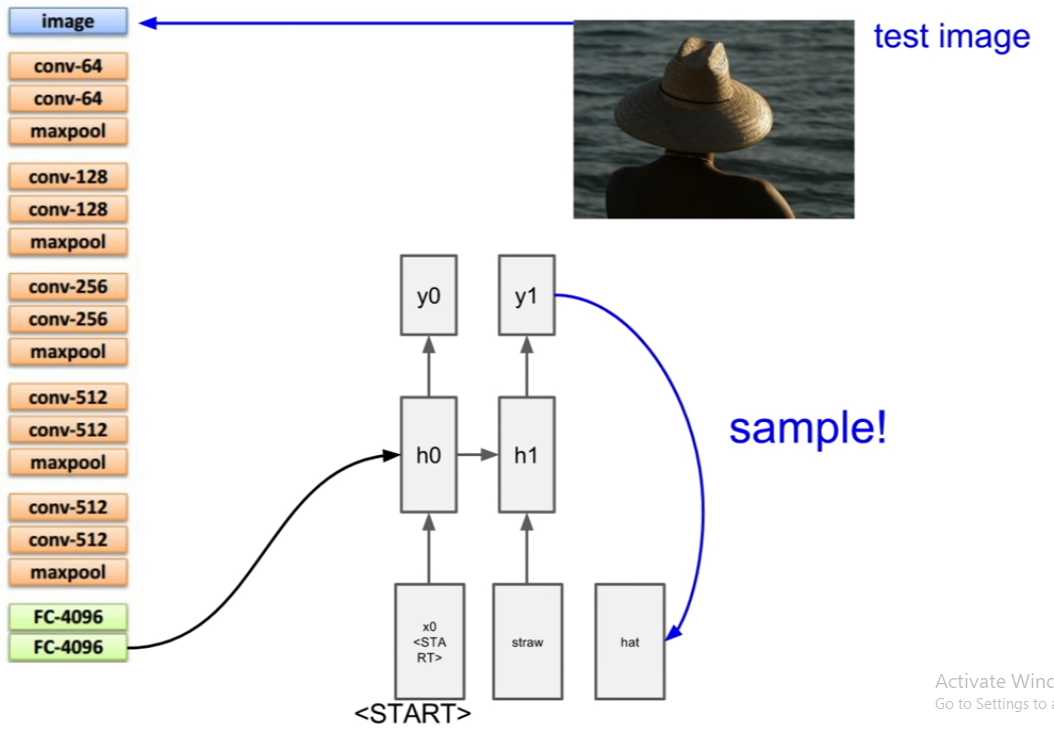 image
conv-64
conv-64
maxpool
conv-128
conv-128
maxpool
conv-256
conv-256
maxpool
conv-512
conv-512
maxpool
conv-512
conv-512
maxpool
FC-4096
FC-4096
test image
y0
y1
sample!
h0
h1
x0
<STA
RT>
straw
hat
<START>
Activate Winc
Go to Settings to a